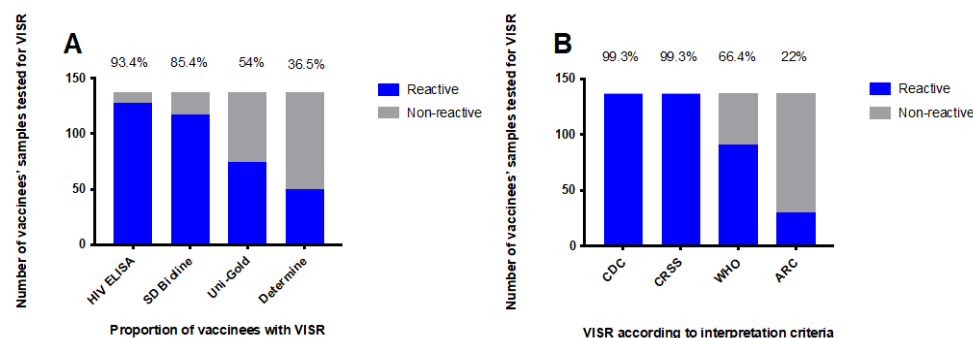 A
93.4% 85.4% 54% 36.5%
Number of vaccinees' samples tested for VISR
150
100
50
0
HIV ELISA
SD Bioline
Uni-Gold
Determine
Reactive
Non-reactive
Proportion of vaccinees with VISR
B
99.3% 99.3% 66.4% 22%
Number of vaccinees' samples tested for VISR
150
100
50
0
CDC
CRSS
WHO
ARC
Reactive
Non-reactive
VISR according to interpretation criteria